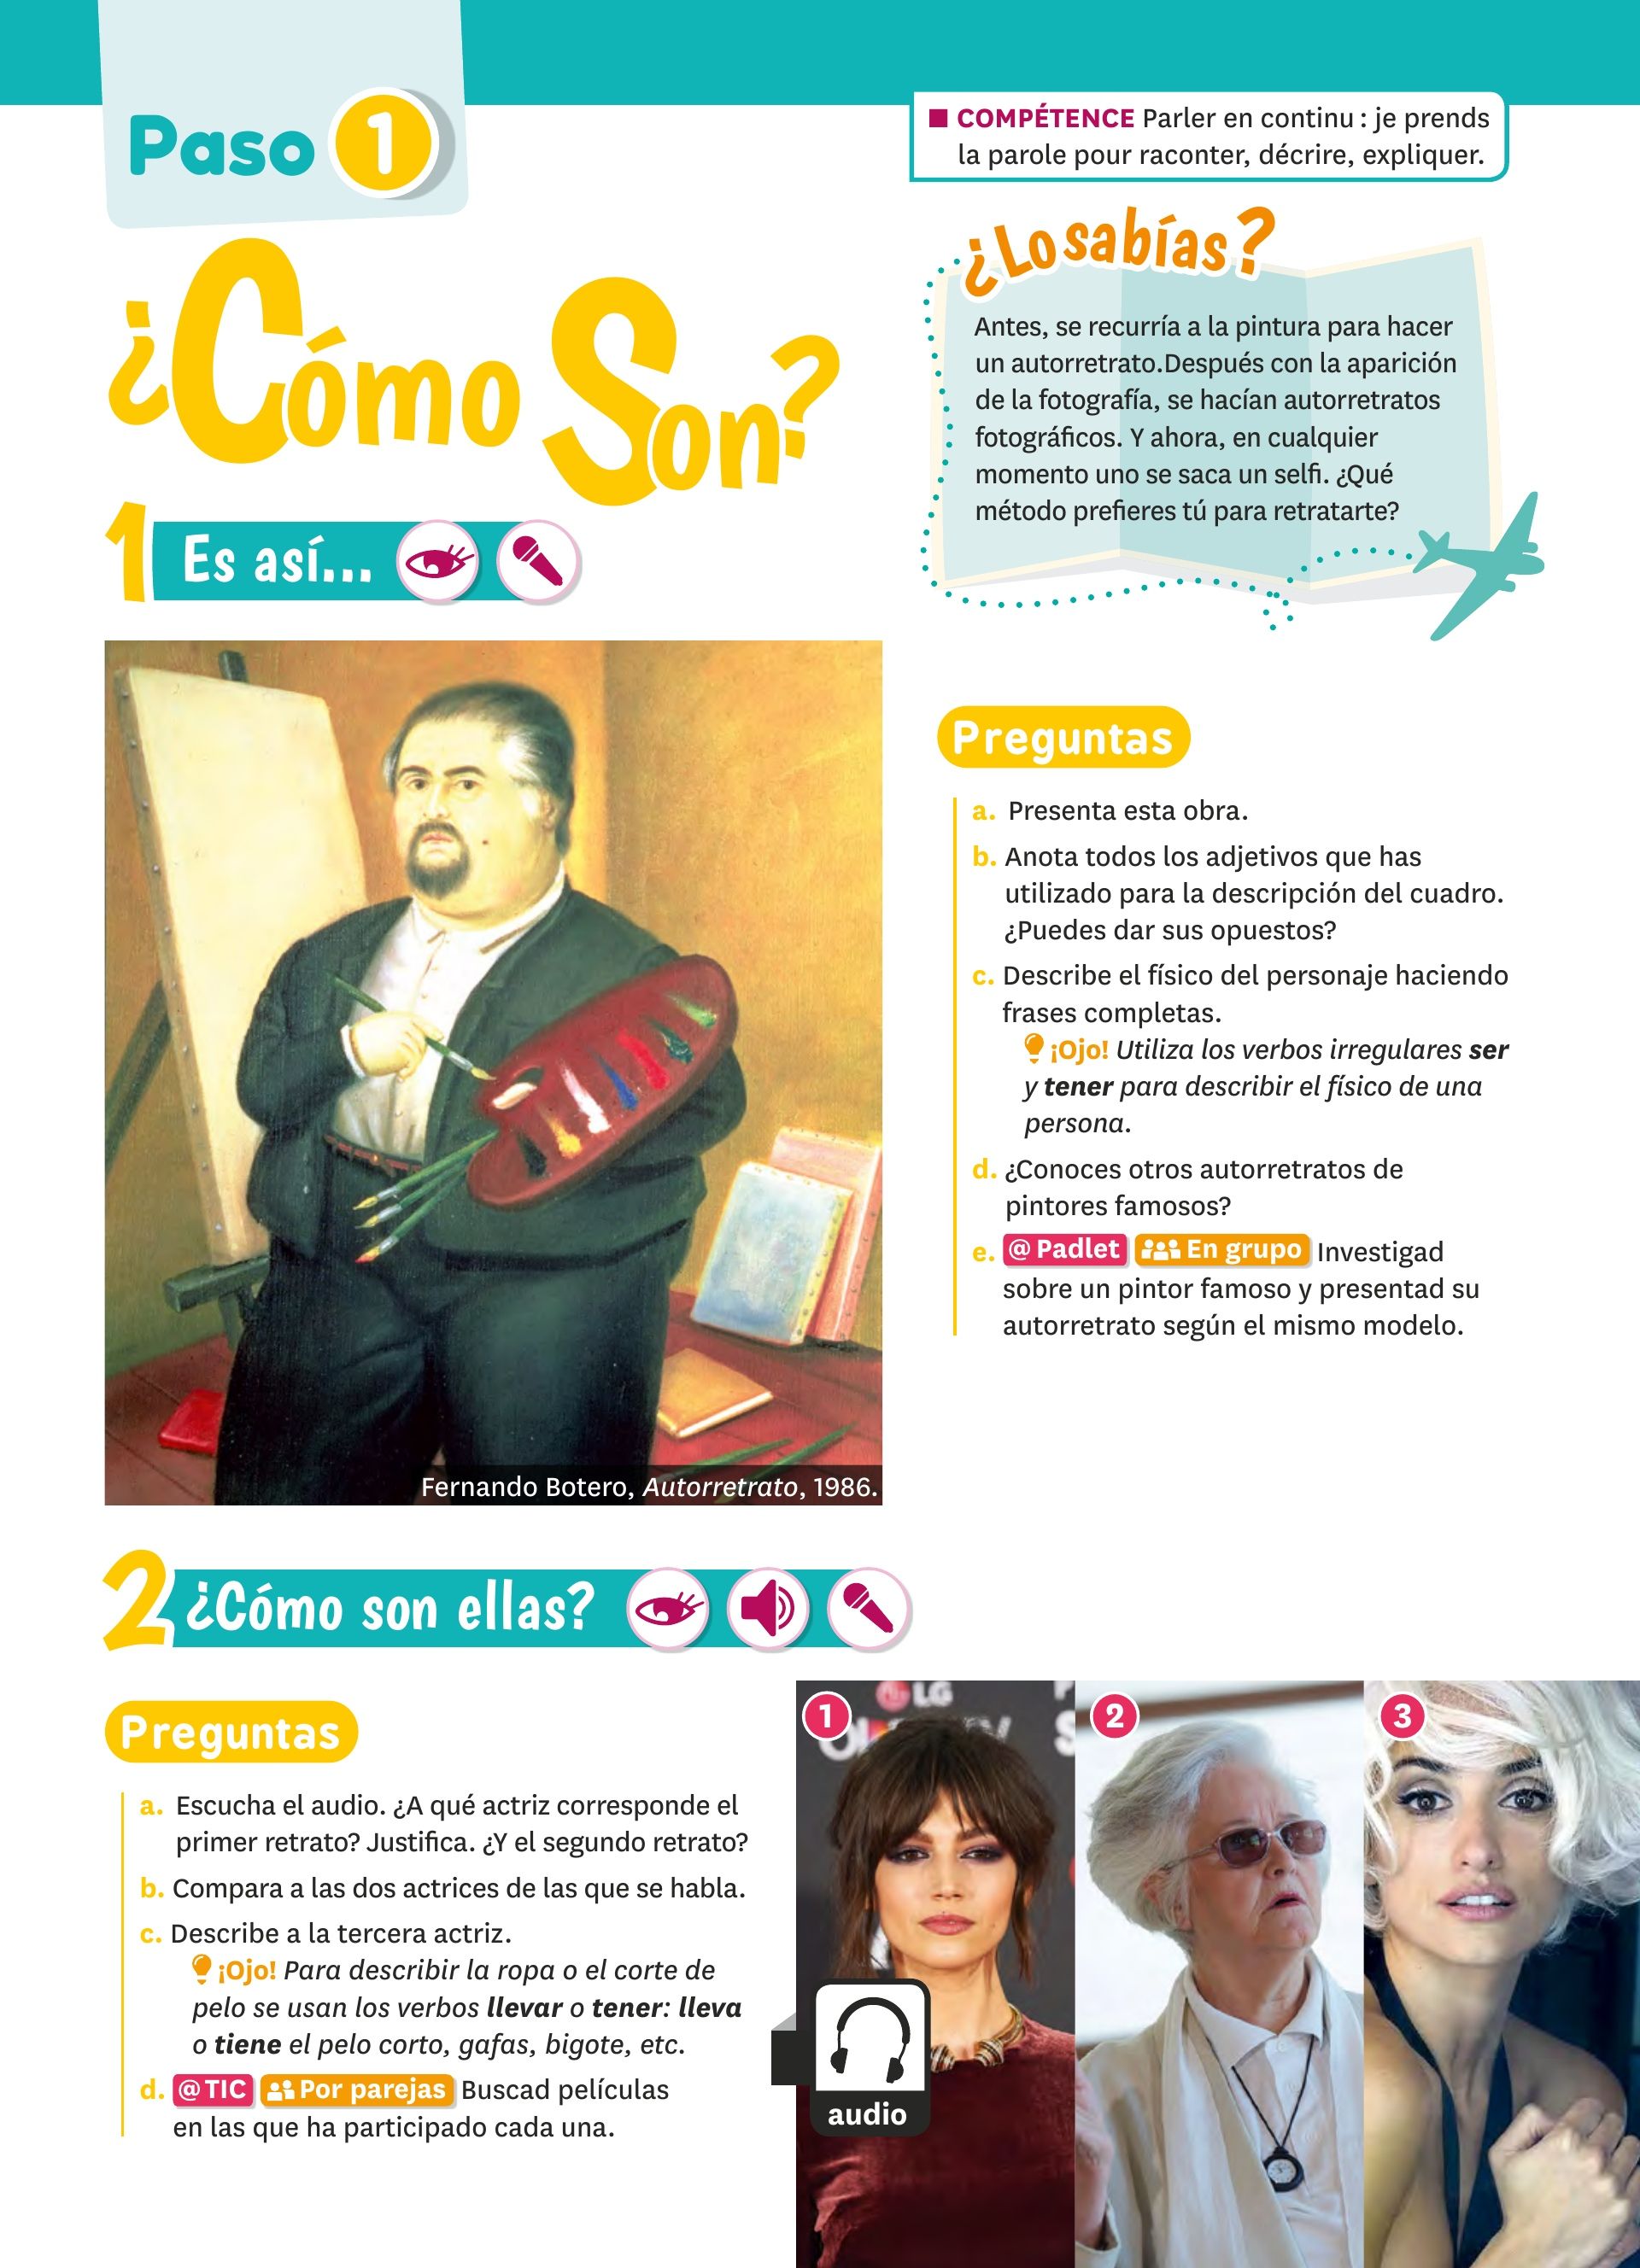 Paso 1
■ COMPÉTENCE Parler en continu : je prends
la parole pour raconter, décrire, expliquer.
¿Cómo Son?
¿Lo sabías?
Antes, se recurría a la pintura para hacer
un autorretrato.Después con la aparición
de la fotografía, se hacían autorretratos
fotográficos. Y ahora, en cualquier
momento uno se saca un selfi. ¿Qué
método prefieres tú para retratarte?
1 Es así...
Fernando Botero, Autorretrato, 1986.
Preguntas
a. Presenta esta obra.
b. Anota todos los adjetivos que has
utilizado para la descripción del cuadro.
¿Puedes dar sus opuestos?
c. Describe el físico del personaje haciendo
frases completas.
¡Ojo! Utiliza los verbos irregulares ser
y tener para describir el físico de una
persona.
d. ¿Conoces otros autorretratos de
pintores famosos?
e. @ Padlet En grupo Investigad
sobre un pintor famoso y presentad su
autorretrato según el mismo modelo.
2 ¿Cómo son ellas?
Preguntas
a. Escucha el audio. ¿A qué actriz corresponde el
primer retrato? Justifica. ¿Y el segundo retrato?
b. Compara a las dos actrices de las que se habla.
c. Describe a la tercera actriz.
¡Ojo! Para describir la ropa o el corte de
pelo se usan los verbos llevar o tener: lleva
o tiene el pelo corto, gafas, bigote, etc.
d. @ TIC Por parejas Buscad películas
en las que ha participado cada una.
1
LG
2
3
audio